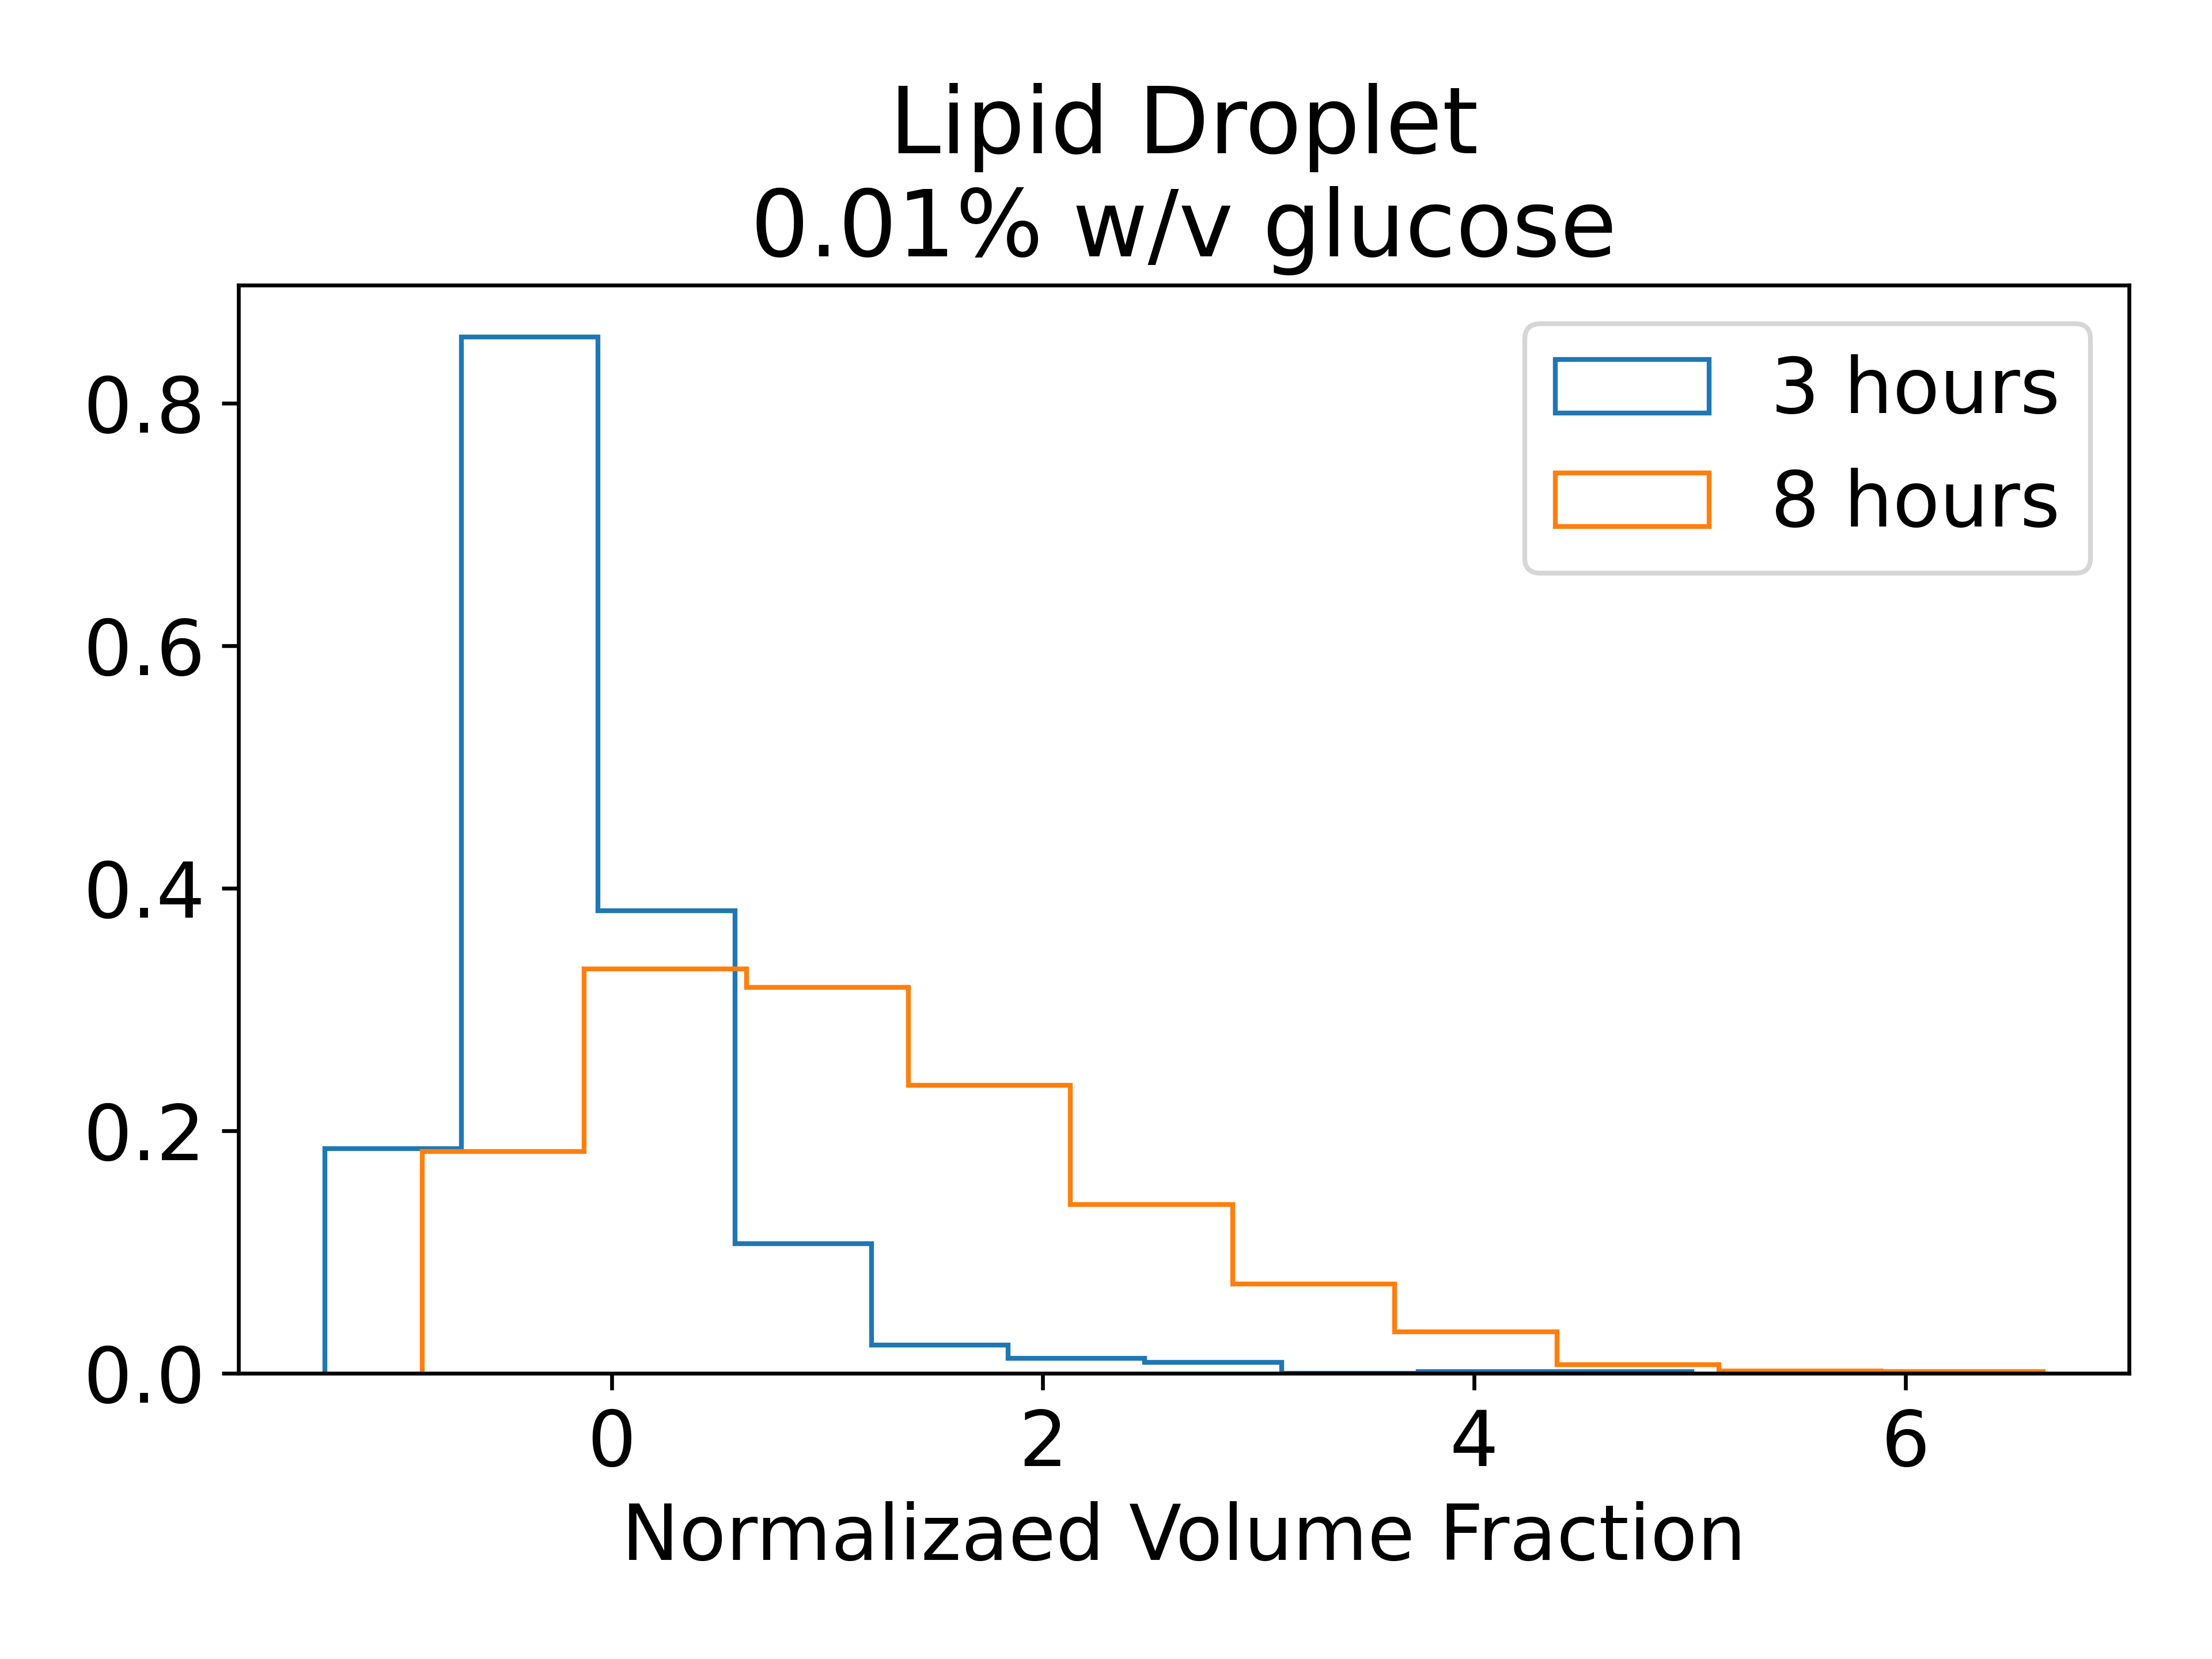 Lipid Droplet
0.01% w/v glucose
3 hours
8 hours
0.8
0.6
0.4
0.2
0.0
0 2 4 6
Normalizaed Volume Fraction